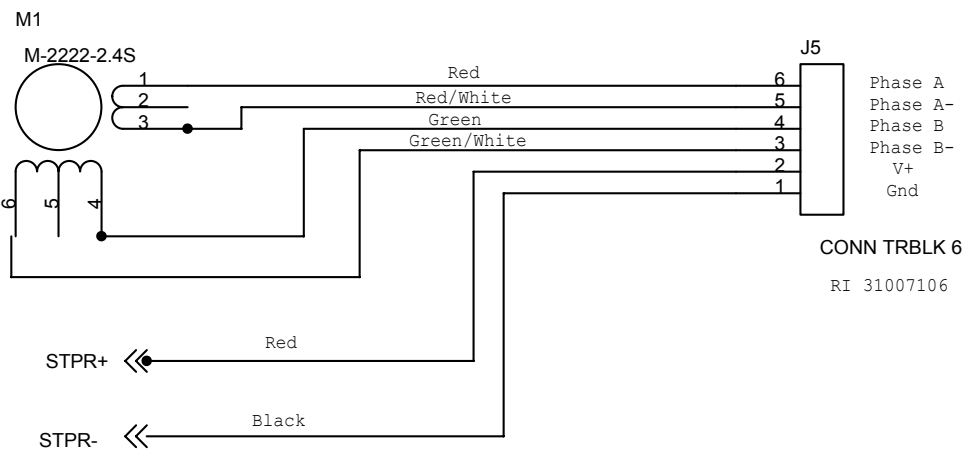 M1
M-2222-2.4S
1
2
3
6
5
4
Red
Red/White
Green
Green/White
J5
6
5
4
3
2
1
Phase A
Phase A-
Phase B
Phase B-
V+
Gnd
CONN TRBLK 6
RI 31007106
STPR+
Red
STPR-
Black